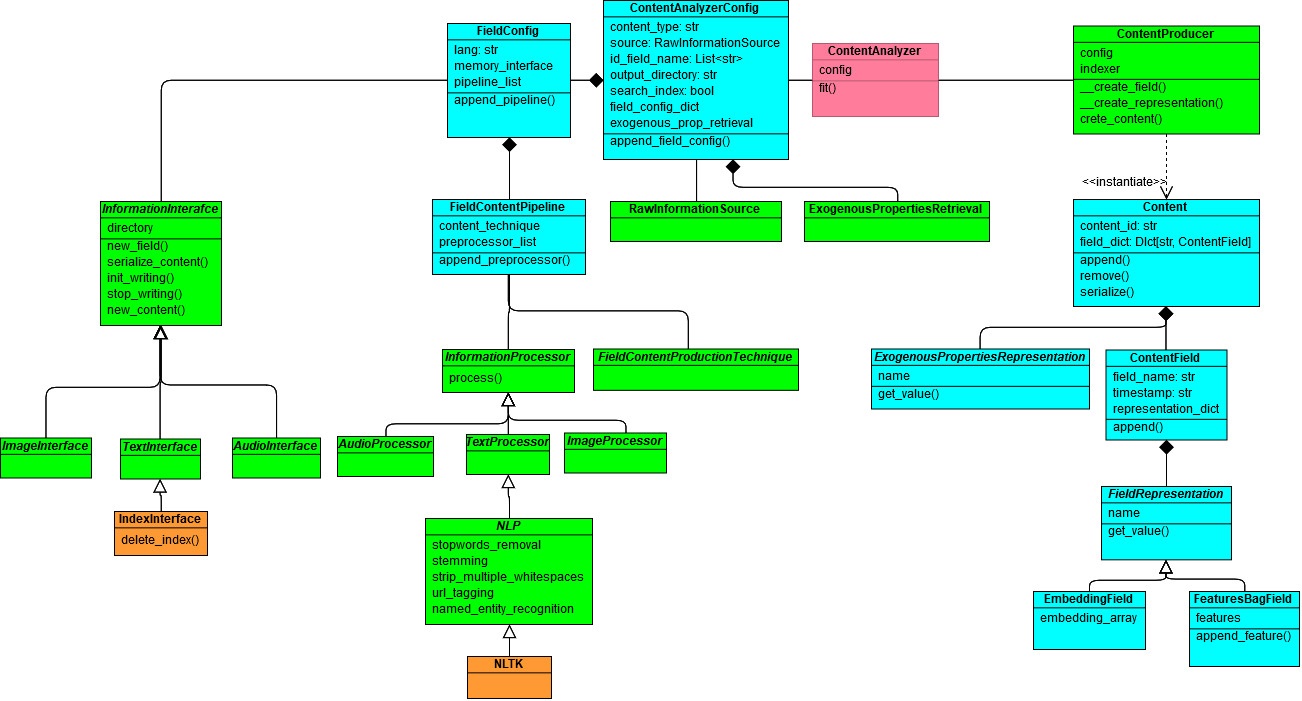 ContentAnalyzerConfig
content_type: str
source: RawInformationSource
id_field_name: List<str>
output_directory: str
search_index: bool
field_config_dict
exogenous_prop_retrieval
append_field_config()
FieldConfig
lang: str
memory_interface
pipeline_list
append_pipeline()
ContentAnalyzer
config
fit()
ContentProducer
config
indexer
__create_field()
__create_representation()
crete_content()
<<instantiate>>
InformationInterafce
directory
new_field()
serialize_content()
init_writing()
stop_writing()
new_content()
FieldContentPipeline
content_technique
preprocessor_list
append_preprocessor()
RawInformationSource
ExogenousPropertiesRetrieval
Content
content_id: str
field_dict: DIct[str, ContentField]
append()
remove()
serialize()
InformationProcessor
process()
FieldContentProductionTechnique
ExogenousPropertiesRepresentation
name
get_value()
ContentField
field_name: str
timestamp: str
representation_dict
append()
ImageInterface
TextInterface
AudioInterface
AudioProcessor
TextProcessor
ImageProcessor
IndexInterface
delete_index()
NLP
stopwords_removal
stemming
strip_multiple_whitespaces
url_tagging
named_entity_recognition
FieldRepresentation
name
get_value()
EmbeddingField
embedding_array
FeaturesBagField
features
append_feature()
NLTK